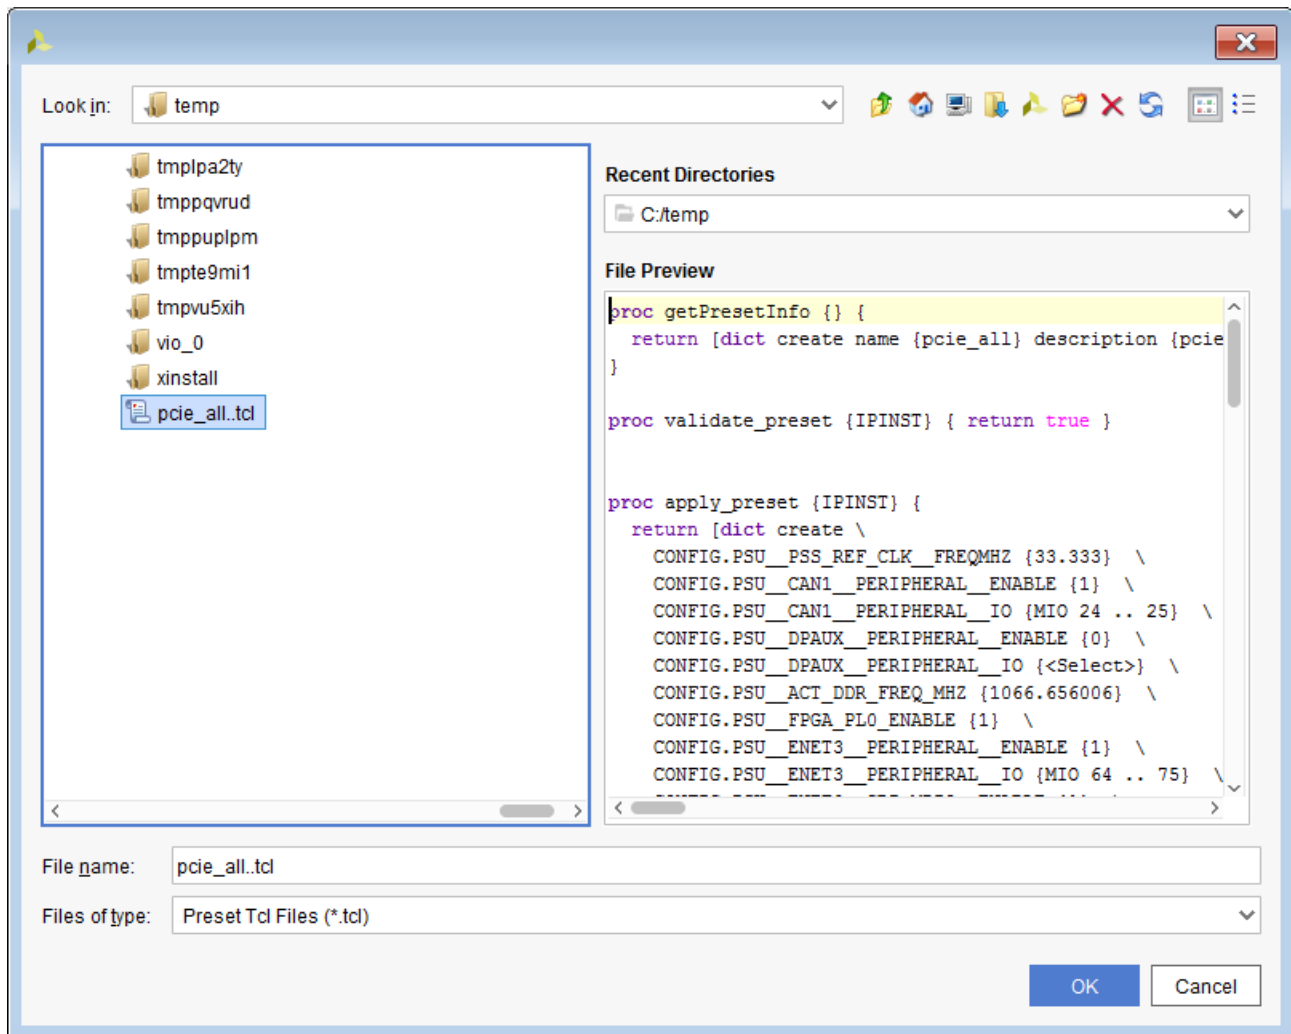 Look in:
temp
tmplpa2ty
tmppqvrud
tmppuplpm
tmpte9mi1
tmpvu5xih
vio_0
xinstall
pcie_all..tcl
Recent Directories
C:/temp
File Preview
proc getPresetInfo {} {
  return [dict create name {pcie_all} description {pcie
}
proc validate_preset {IPINST} { return true }
proc apply_preset {IPINST} {
  return [dict create \
    CONFIG.PSU__PSS_REF_CLK__FREQMHZ {33.333}  \
    CONFIG.PSU__CAN1__PERIPHERAL__ENABLE {1}  \
    CONFIG.PSU__CAN1__PERIPHERAL__IO {MIO 24 .. 25}  \
    CONFIG.PSU__DPAUX__PERIPHERAL__ENABLE {0}  \
    CONFIG.PSU__DPAUX__PERIPHERAL__IO {<Select>}  \
    CONFIG.PSU__ACT_DDR_FREQ_MHZ {1066.656006}  \
    CONFIG.PSU__FPGA_PL0_ENABLE {1}  \
    CONFIG.PSU__ENET3__PERIPHERAL__ENABLE {1}  \
    CONFIG.PSU__ENET3__PERIPHERAL__IO {MIO 64 .. 75}  \
File name:
pcie_all..tcl
Files of type:
Preset Tcl Files (*.tcl)
OK
Cancel